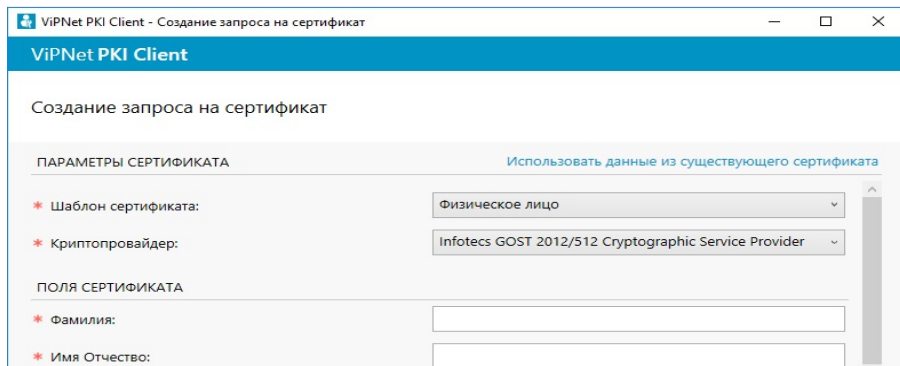 ViPNet PKI Client - Создание запроса на сертификат
ViPNet PKI Client
Создание запроса на сертификат
ПАРАМЕТРЫ СЕРТИФИКАТА Использовать данные из существующего сертификата
* Шаблон сертификата: Физическое лицо
* Криптопровайдер: Infotecs GOST 2012/512 Cryptographic Service Provider
ПОЛЯ СЕРТИФИКАТА
* Фамилия:
* Имя Отчество: